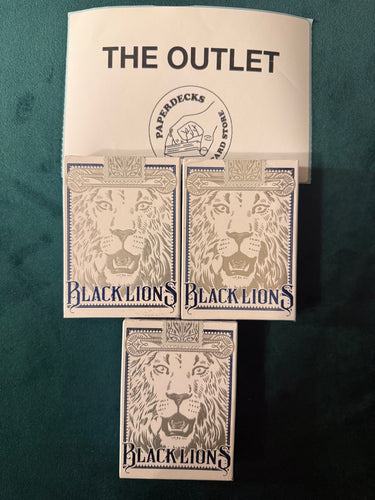 THE OUTLET
PAPERDECKS
CARD STORE
BLACK LIONS
BLACK LIONS
BLACK LIONS